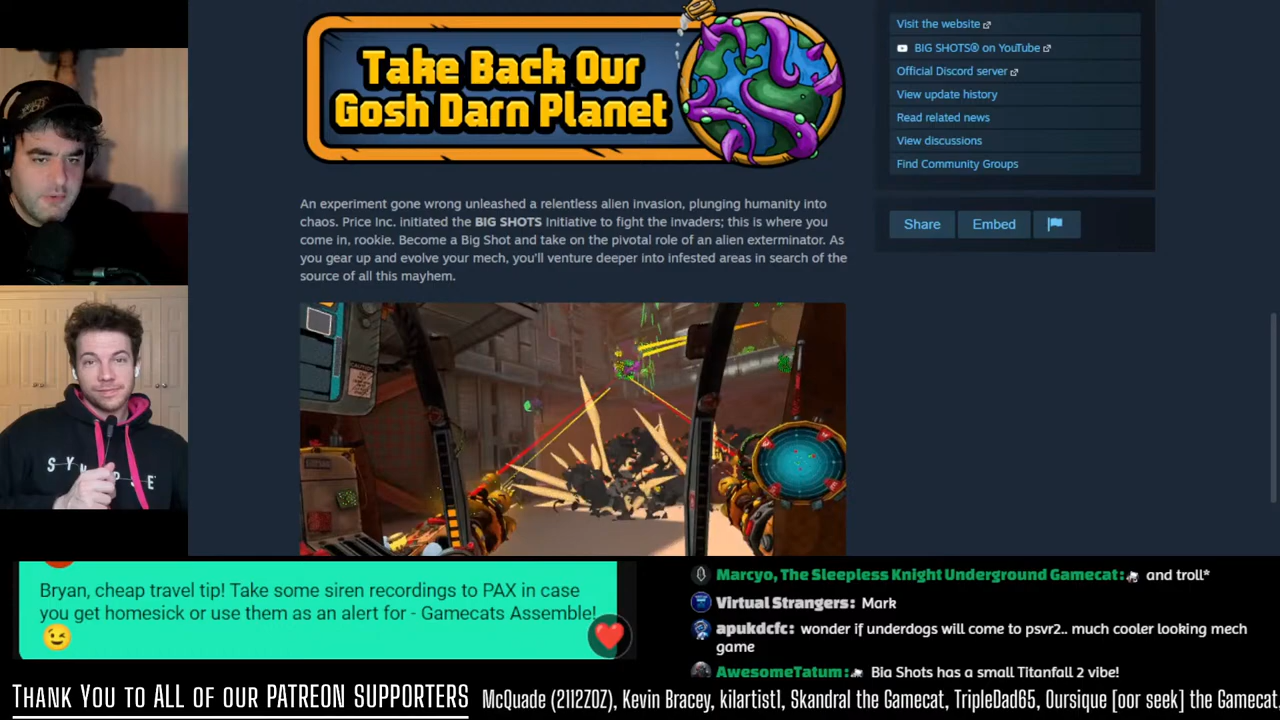 Take Back Our
Gosh Darn Planet
An experiment gone wrong unleashed a relentless alien invasion, plunging humanity into
chaos. Price Inc. initiated the BIG SHOTS Initiative to fight the invaders; this is where you
come in, rookie. Become a Big Shot and take on the pivotal role of an alien exterminator. As
you gear up and evolve your mech, you'll venture deeper into infested areas in search of the
source of all this mayhem.
Visit the website
BIG SHOTS® on YouTube
Official Discord server
View update history
Read related news
View discussions
Find Community Groups
Share
Embed
Bryan, cheap travel tip! Take some siren recordings to PAX in case
you get homesick or use them as an alert for - Gamecats Assemble!
😉
Marcyo, The Sleepless Knight Underground Gamecat: and troll*
Virtual Strangers: Mark
apukdcfc: wonder if underdogs will come to psvr2.. much cooler looking mech
game
AwesomeTatum: Big Shots has a small Titanfall 2 vibe!
THANK YOU TO ALL OF OUR PATREON SUPPORTERS
McQuade (2112YOZ), Kevin Bracey, kilartist1, Skandral the Gamecat, TripleDad65, Oursique [oor seek] the Gamecat,